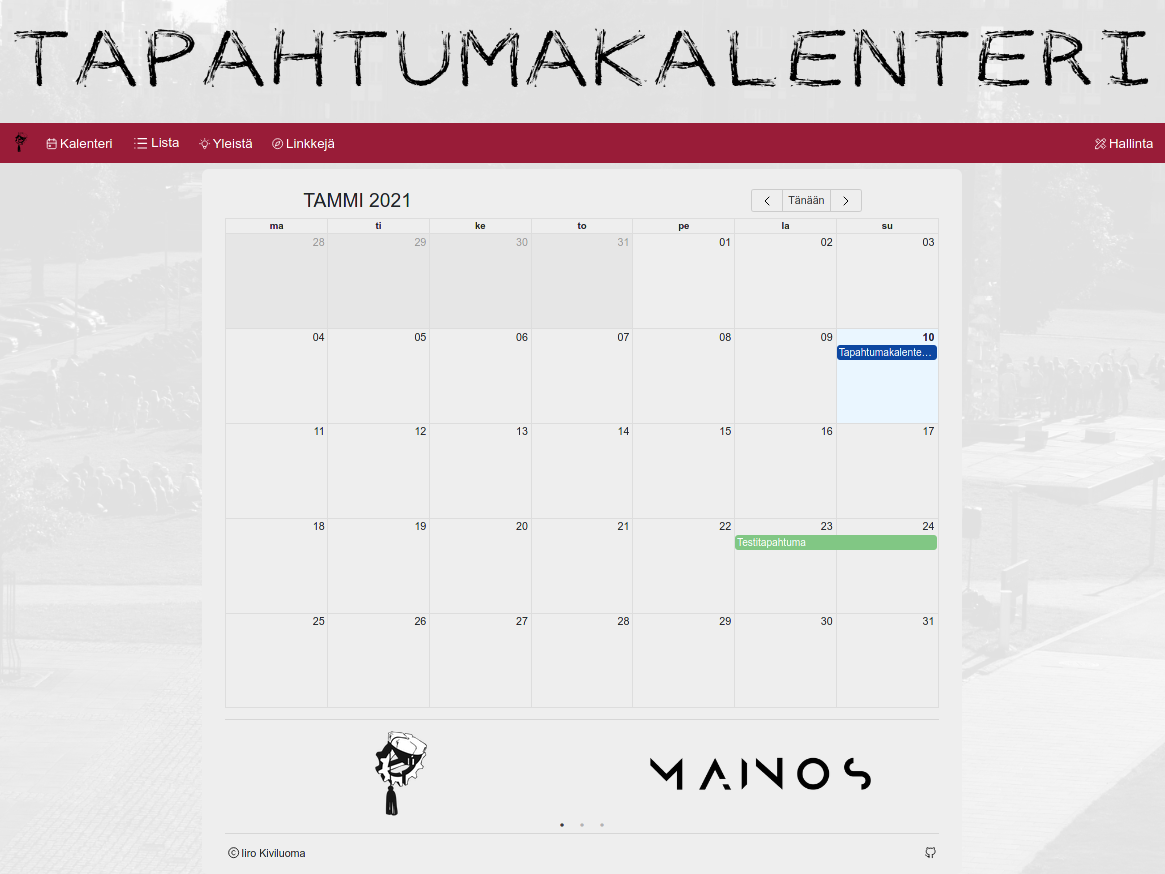 TAPAHTUMAKALENTERI
Kalenteri Lista Yleistä Linkkejä Hallinta
TAMMI 2021 Tänään
ma ti ke to pe la su
28 29 30 31 01 02 03
04 05 06 07 08 09 10
Tapahtumakalente…
11 12 13 14 15 16 17
18 19 20 21 22 23 24
Testitapahtuma
25 26 27 28 29 30 31
MAINOS
© Iiro Kiviluoma